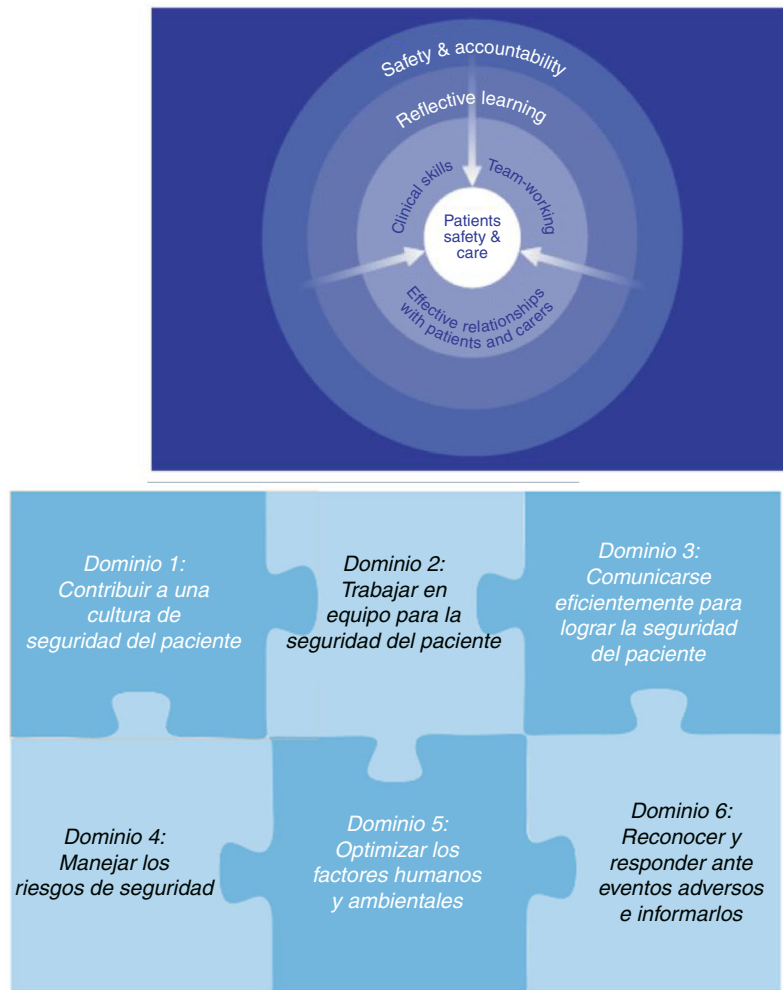 Safety & accountability
Reflective learning
Clinical skills
Team-working
Patients
safety &
care
Effective relationships
with patients and carers
Dominio 1:
Contribuir a una
cultura de
seguridad del paciente
Dominio 2:
Trabajar en
equipo para la
seguridad del paciente
Dominio 3:
Comunicarse
eficientemente para
lograr la seguridad
del paciente
Dominio 4:
Manejar los
riesgos de seguridad
Dominio 5:
Optimizar los
factores humanos
y ambientales
Dominio 6:
Reconocer y
responder ante
eventos adversos
e informarlos